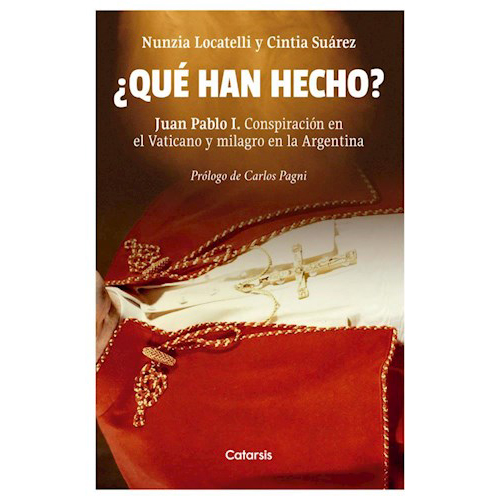 Nunzia Locatelli y Cintia Suárez
¿QUÉ HAN HECHO?
Juan Pablo I. Conspiración en
el Vaticano y milagro en la Argentina
Prólogo de Carlos Pagni
Catarsis